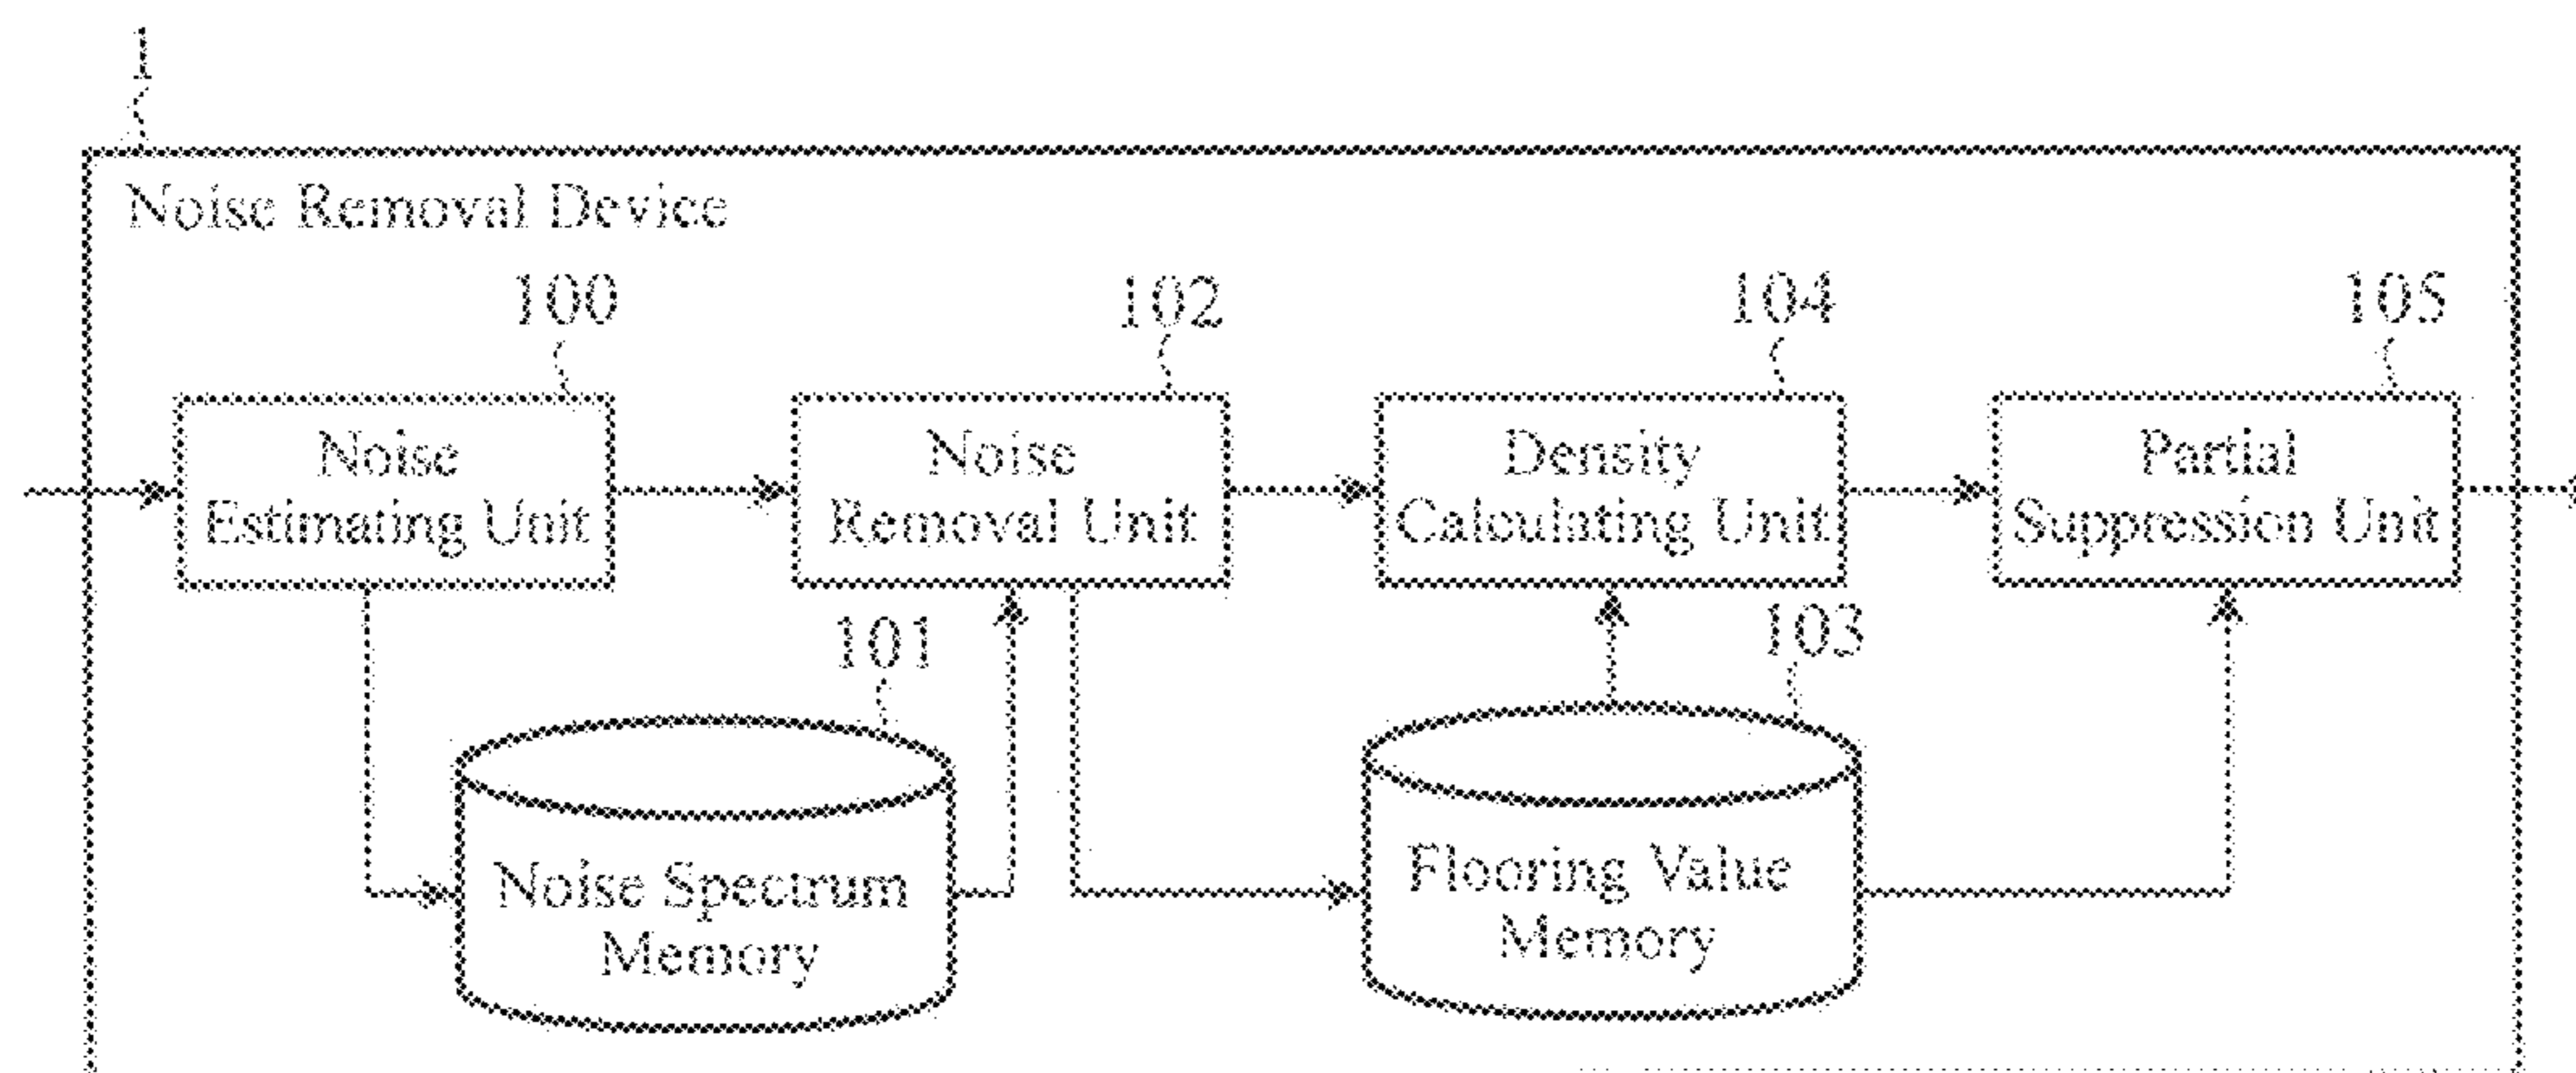 1
Noise Removal Device
100
102
104
105
Noise
Estimating Unit
Noise
Removal Unit
Density
Calculating Unit
Partial
Suppression Unit
101
103
Noise Spectrum
Memory
Flooring Value
Memory